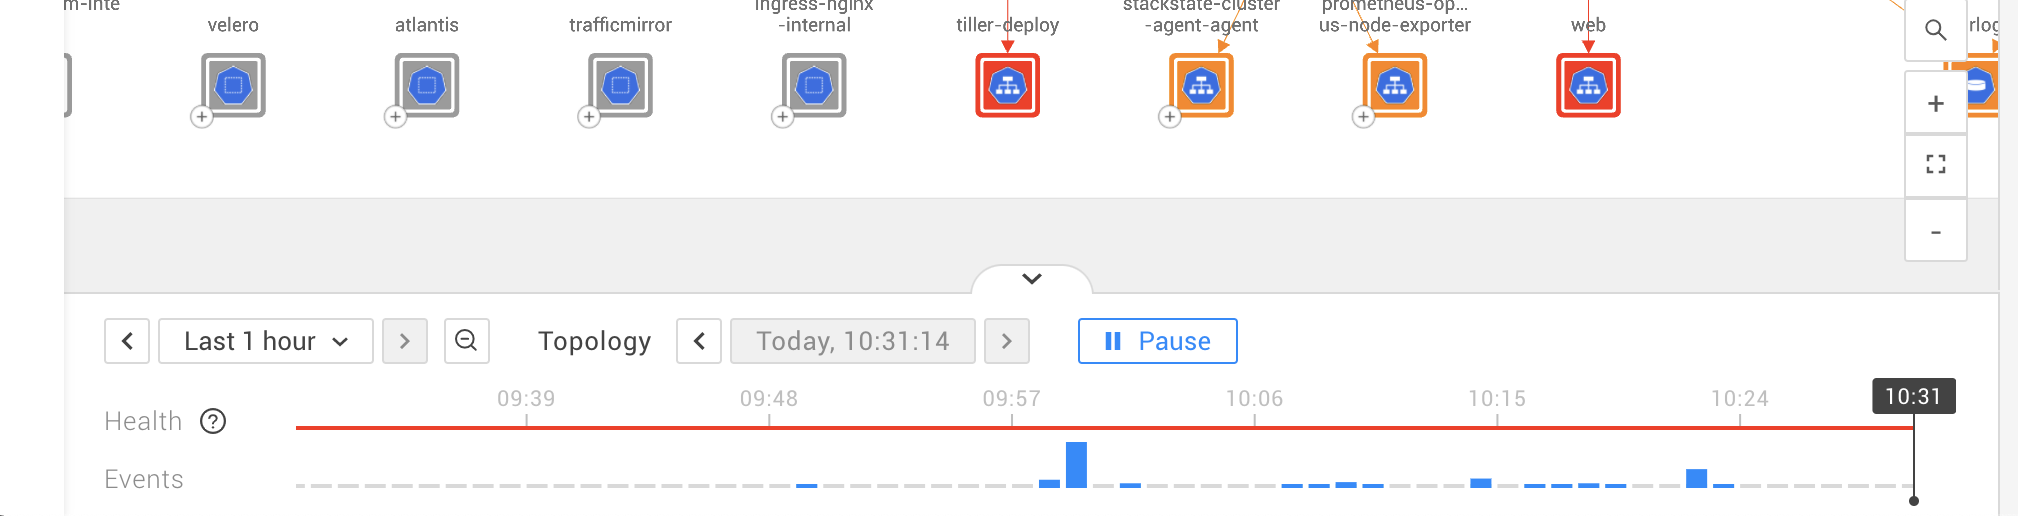 m-inte
ingress-nginx
stackstate-cluster
prometheus-op...
velero
atlantis
trafficmirror
-internal
tiller-deploy
-agent-agent
us-node-exporter
web
rlog
+
-
Last 1 hour
Topology
Today, 10:31:14
Pause
09:39
09:48
09:57
10:06
10:15
10:24
10:31
Health ?
Events